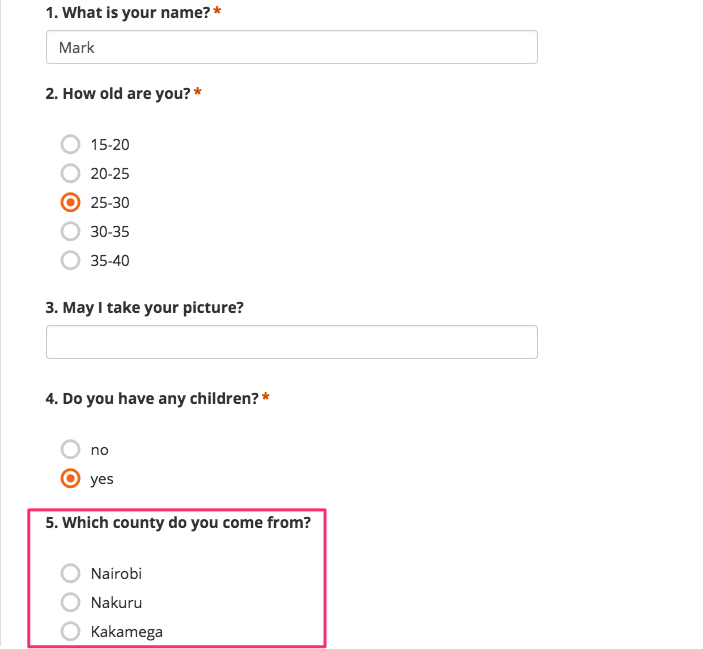 1. What is your name?*
Mark
2. How old are you?*
15-20
20-25
25-30
30-35
35-40
3. May I take your picture?
4. Do you have any children?*
no
yes
5. Which county do you come from?
Nairobi
Nakuru
Kakamega